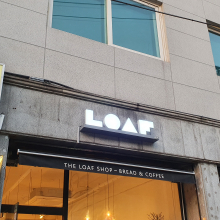 LOAF
THE LOAF SHOP - BREAD & COFFEE